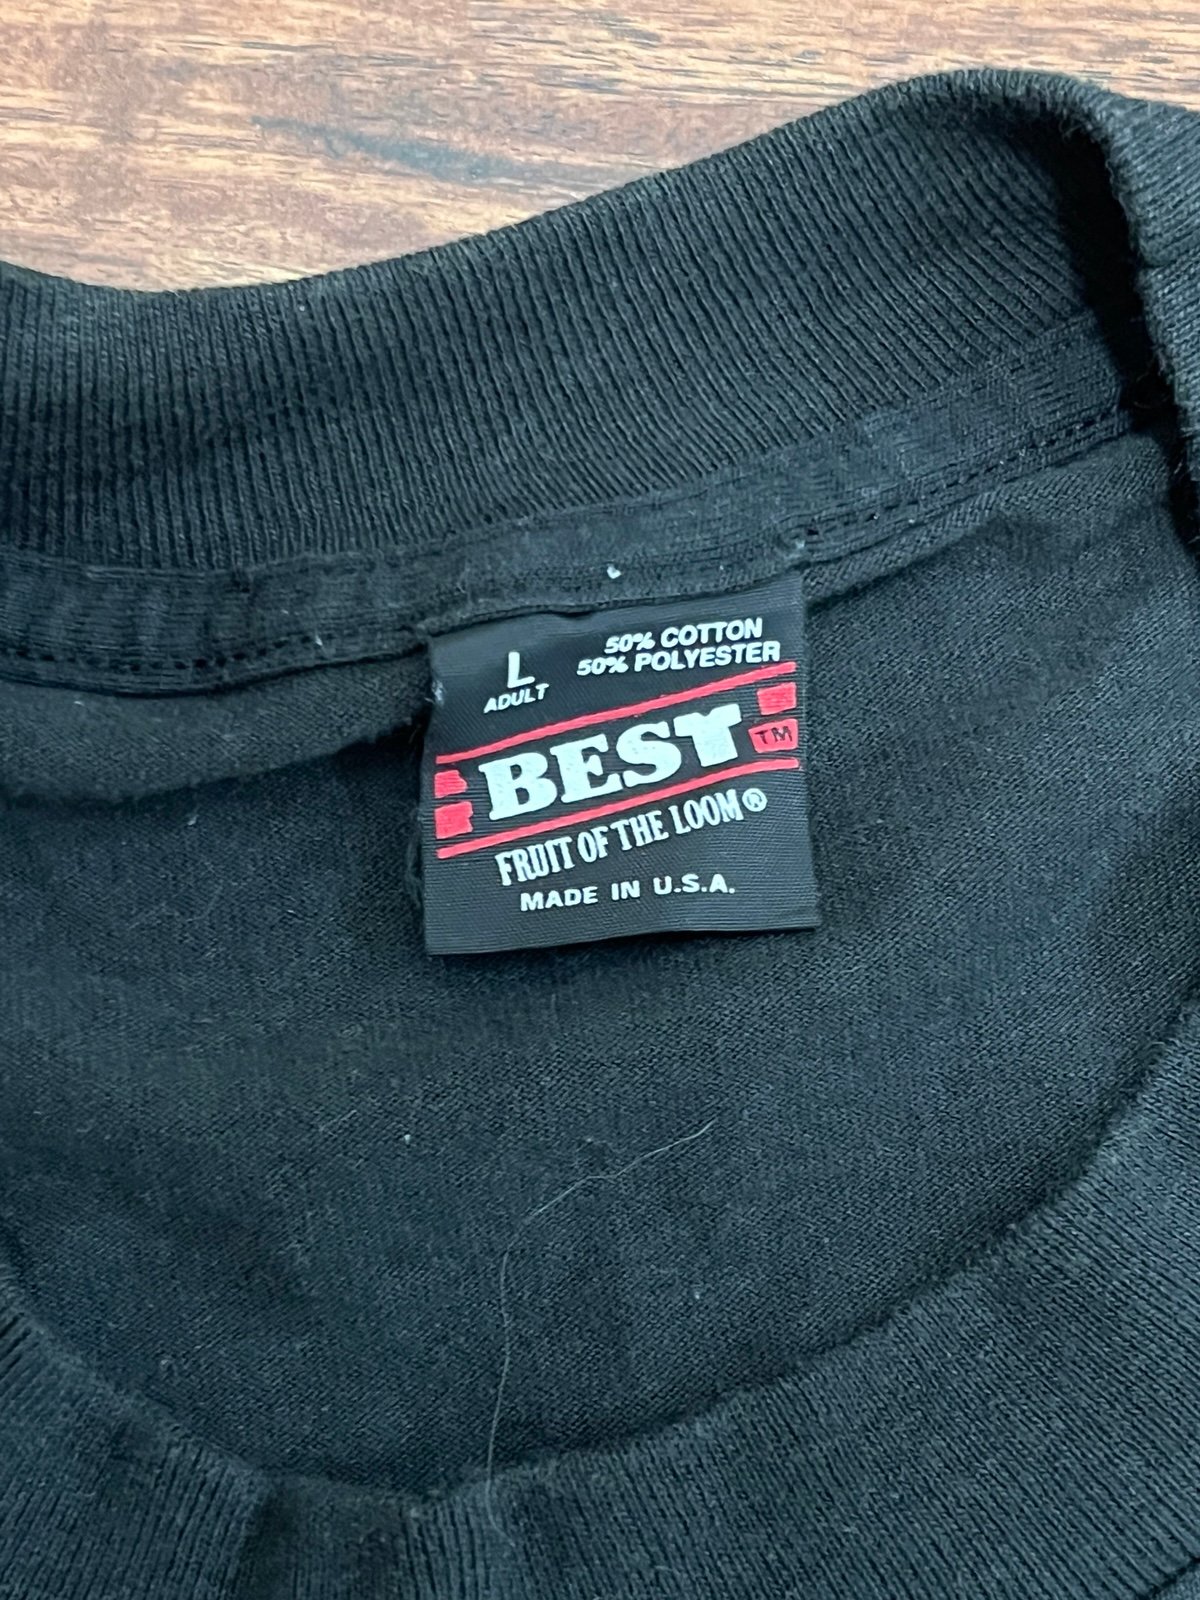 L
ADULT
50% COTTON
50% POLYESTER
BEST
TM
FRUIT OF THE LOOM®
MADE IN U.S.A.